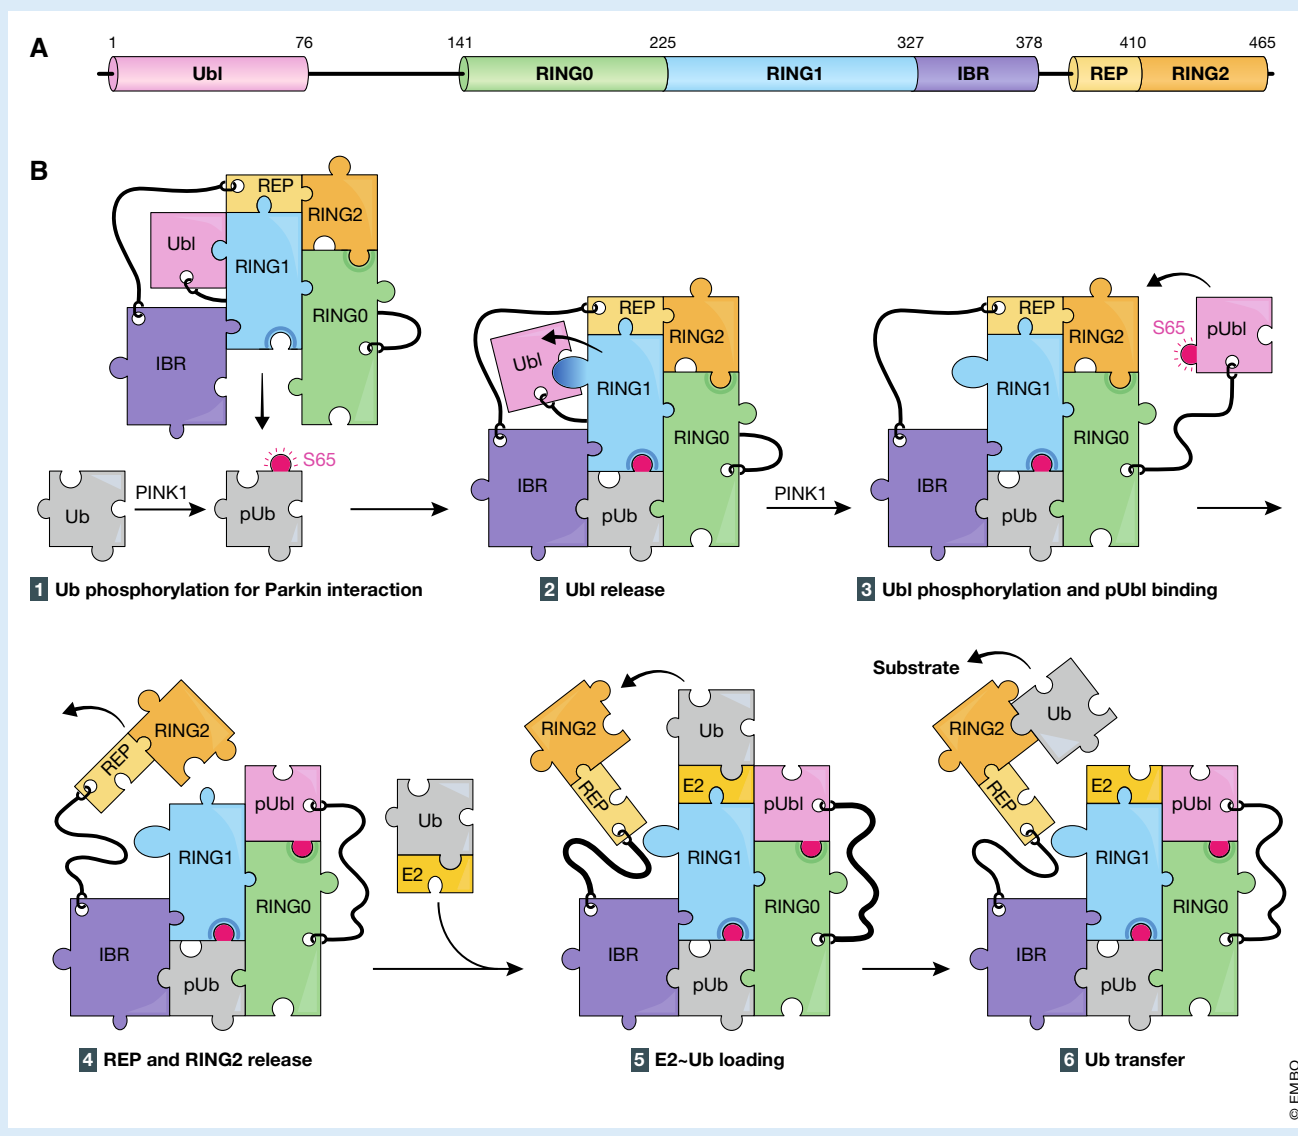 A
1 76 141 225 327 378 410 465
Ubl RING0 RING1 IBR REP RING2
B
REP
RING2
Ubl
RING1
RING0
IBR
S65
PINK1
Ub
pUb
1 Ub phosphorylation for Parkin interaction
REP
RING2
Ubl
RING1
RING0
IBR
pUb
PINK1
2 Ubl release
REP
RING2
S65
pUbl
RING1
RING0
IBR
pUb
3 Ubl phosphorylation and pUbl binding
RING2
REP
pUbl
RING1
RING0
IBR
pUb
Ub
E2
4 REP and RING2 release
RING2
Ub
E2
REP
pUbl
RING1
RING0
IBR
pUb
5 E2~Ub loading
Substrate
RING2
Ub
E2
REP
pUbl
RING1
RING0
IBR
pUb
6 Ub transfer
© EMBO